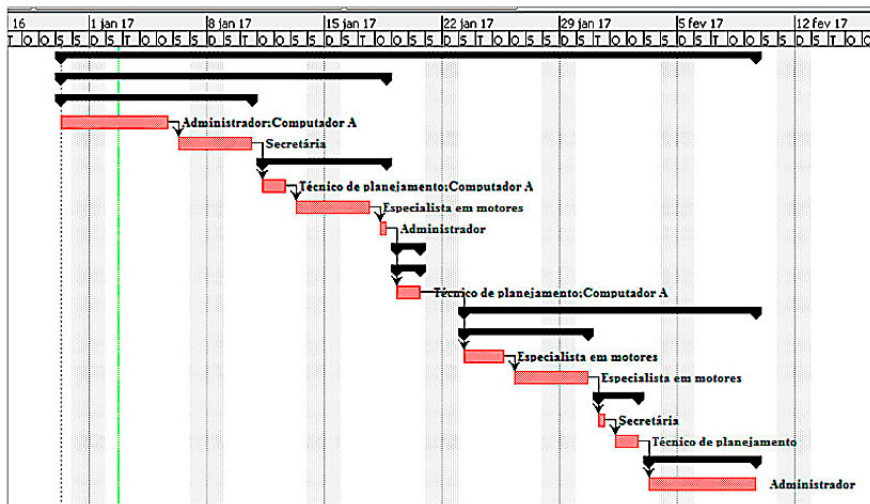 16 1 jan 17 8 jan 17 15 jan 17 22 jan 17 29 jan 17 5 fev 17 12 fev 17
T Q Q S S D S T Q Q S S D S T Q Q S S D S T Q Q S S D S T Q Q S S D S T Q Q S S D S T Q Q S S D S T Q Q
Administrador;Computador A
Secretária
Técnico de planejamento;Computador A
Especialista em motores
Administrador
Técnico de planejamento;Computador A
Especialista em motores
Especialista em motores
Secretária
Técnico de planejamento
Administrador